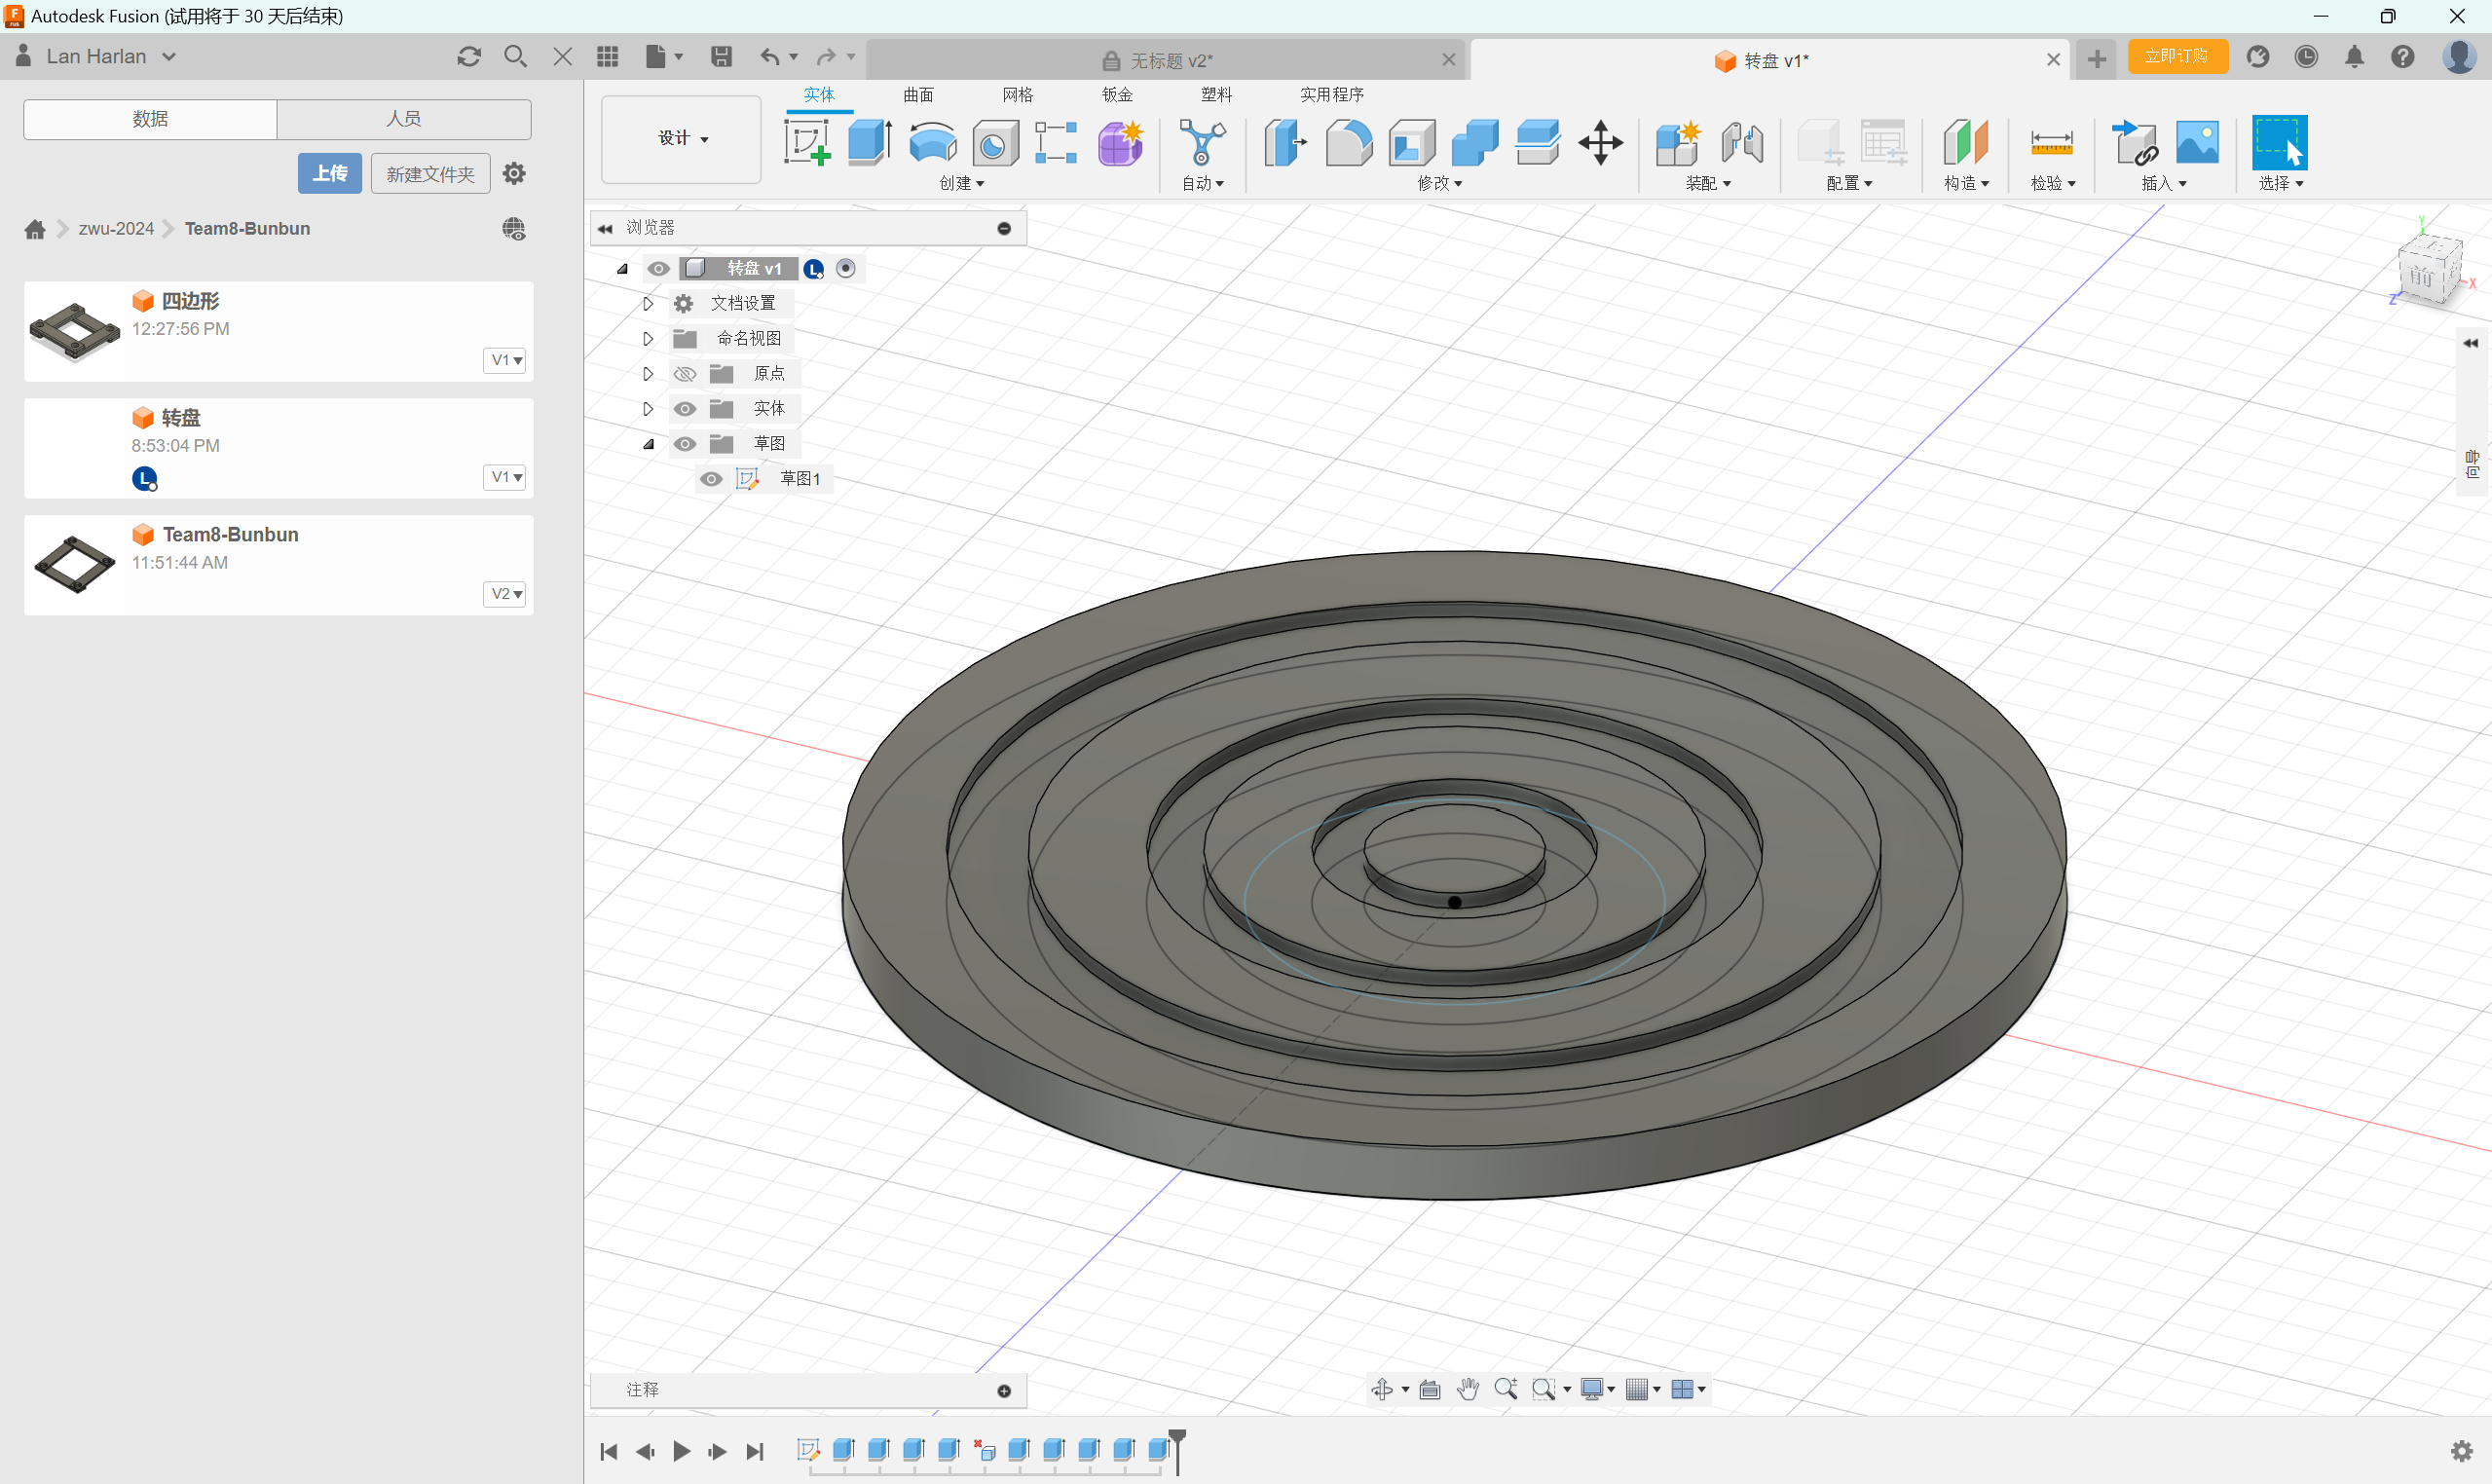 Autodesk Fusion (试用将于 30 天后结束)
Lan Harlan
无标题 v2*
转盘 v1*
立即订购
数据
人员
上传
新建文件夹
zwu-2024
Team8-Bunbun
四边形
12:27:56 PM
V1
转盘
8:53:04 PM
L
V1
Team8-Bunbun
11:51:44 AM
V2
设计
实体
曲面
网格
钣金
塑料
实用程序
创建
自动
修改
装配
配置
构造
检验
插入
选择
浏览器
转盘 v1
L
文档设置
命名视图
原点
实体
草图
草图1
Y
X
Z
前
向导
注释